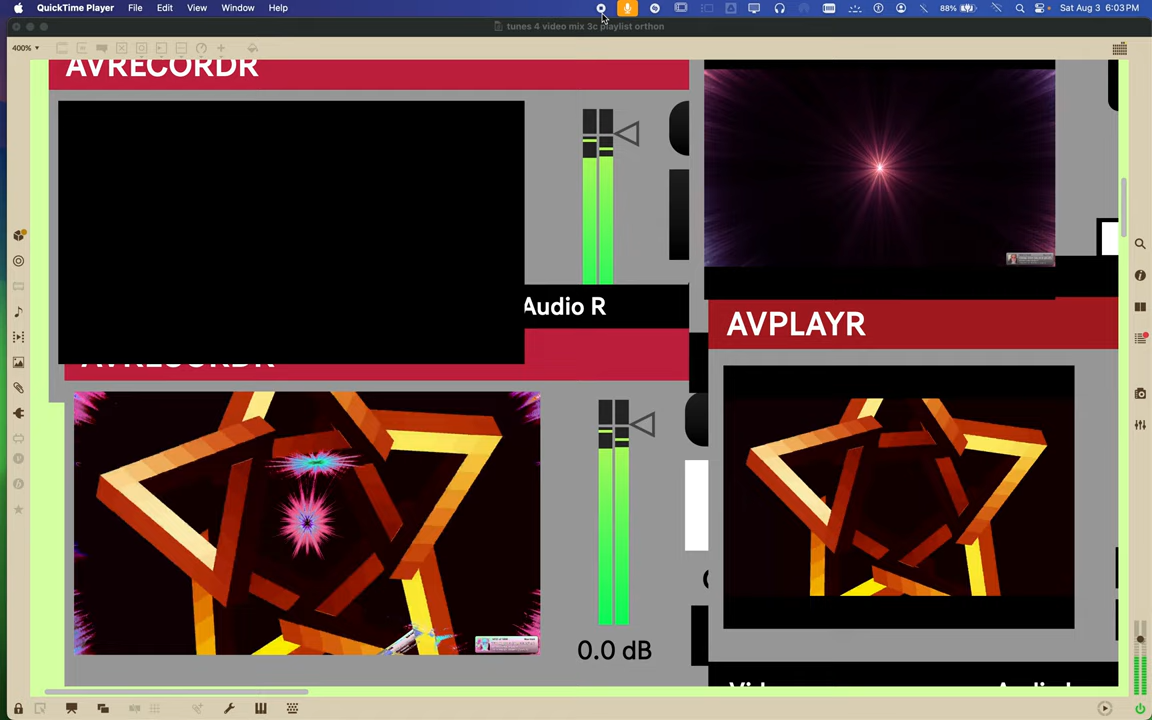 QuickTime Player File Edit View Window Help 88% Sat Aug 3 6:03 PM
tunes 4 video mix 3c playlist orthon
400%
AVRECORDR
Audio R
AVPLAYR
AVRECORDR
0.0 dB